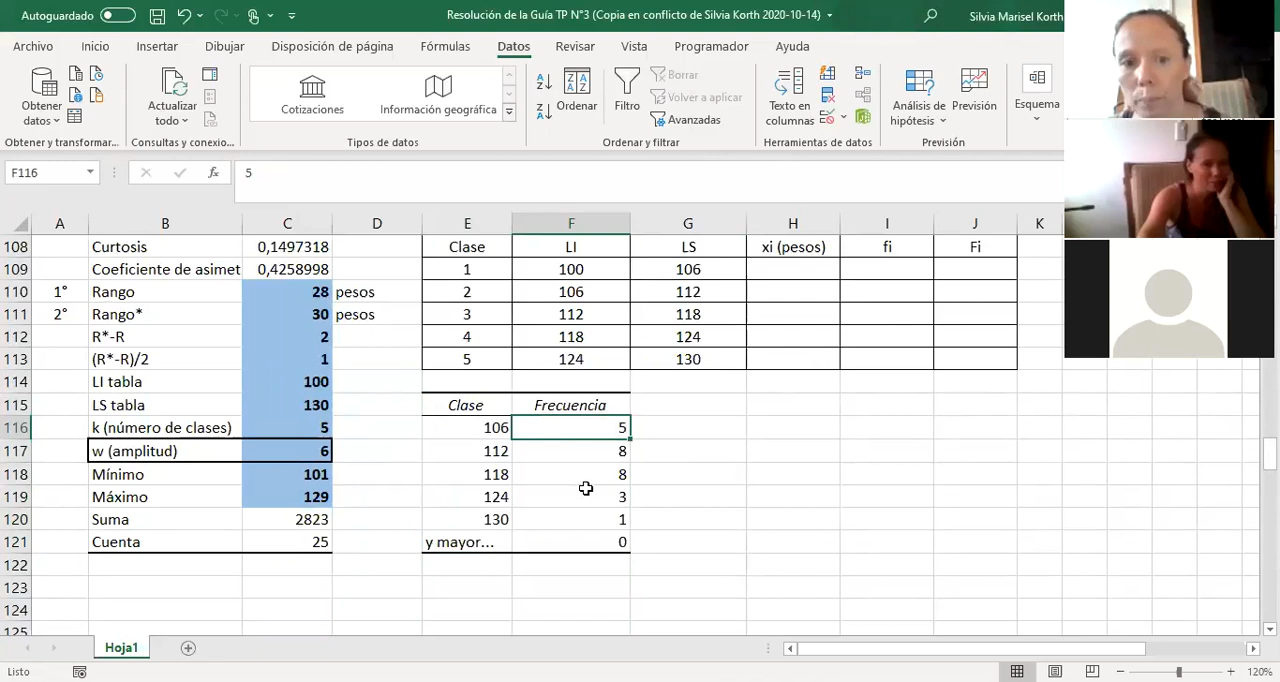 Autoguardado
Resolución de la Guía TP N°3 (Copia en conflicto de Silvia Korth 2020-10-14)
Silvia Marisel Korth
Archivo Inicio Insertar Dibujar Disposición de página Fórmulas Datos Revisar Vista Programador Ayuda
Obtener datos
Actualizar todo
Cotizaciones
Información geográfica
Ordenar
Filtro
Borrar
Volver a aplicar
Avanzadas
Texto en columnas
Análisis de hipótesis
Previsión
Esquema
Obtener y transformar... Consultas y conexio... Tipos de datos Ordenar y filtrar Herramientas de datos Previsión
F116 fx 5
A B C D E F G H I J K
108 Curtosis 0,1497318 Clase LI LS xi (pesos) fi Fi
109 Coeficiente de asimet 0,4258998 1 100 106
110 1° Rango 28 pesos 2 106 112
111 2° Rango* 30 pesos 3 112 118
112 R*-R 2 4 118 124
113 (R*-R)/2 1 5 124 130
114 LI tabla 100
115 LS tabla 130 Clase Frecuencia
116 k (número de clases) 5 106 5
117 w (amplitud) 6 112 8
118 Mínimo 101 118 8
119 Máximo 129 124 3
120 Suma 2823 130 1
121 Cuenta 25 y mayor... 0
122
123
124
125
Hoja1
Listo
120%